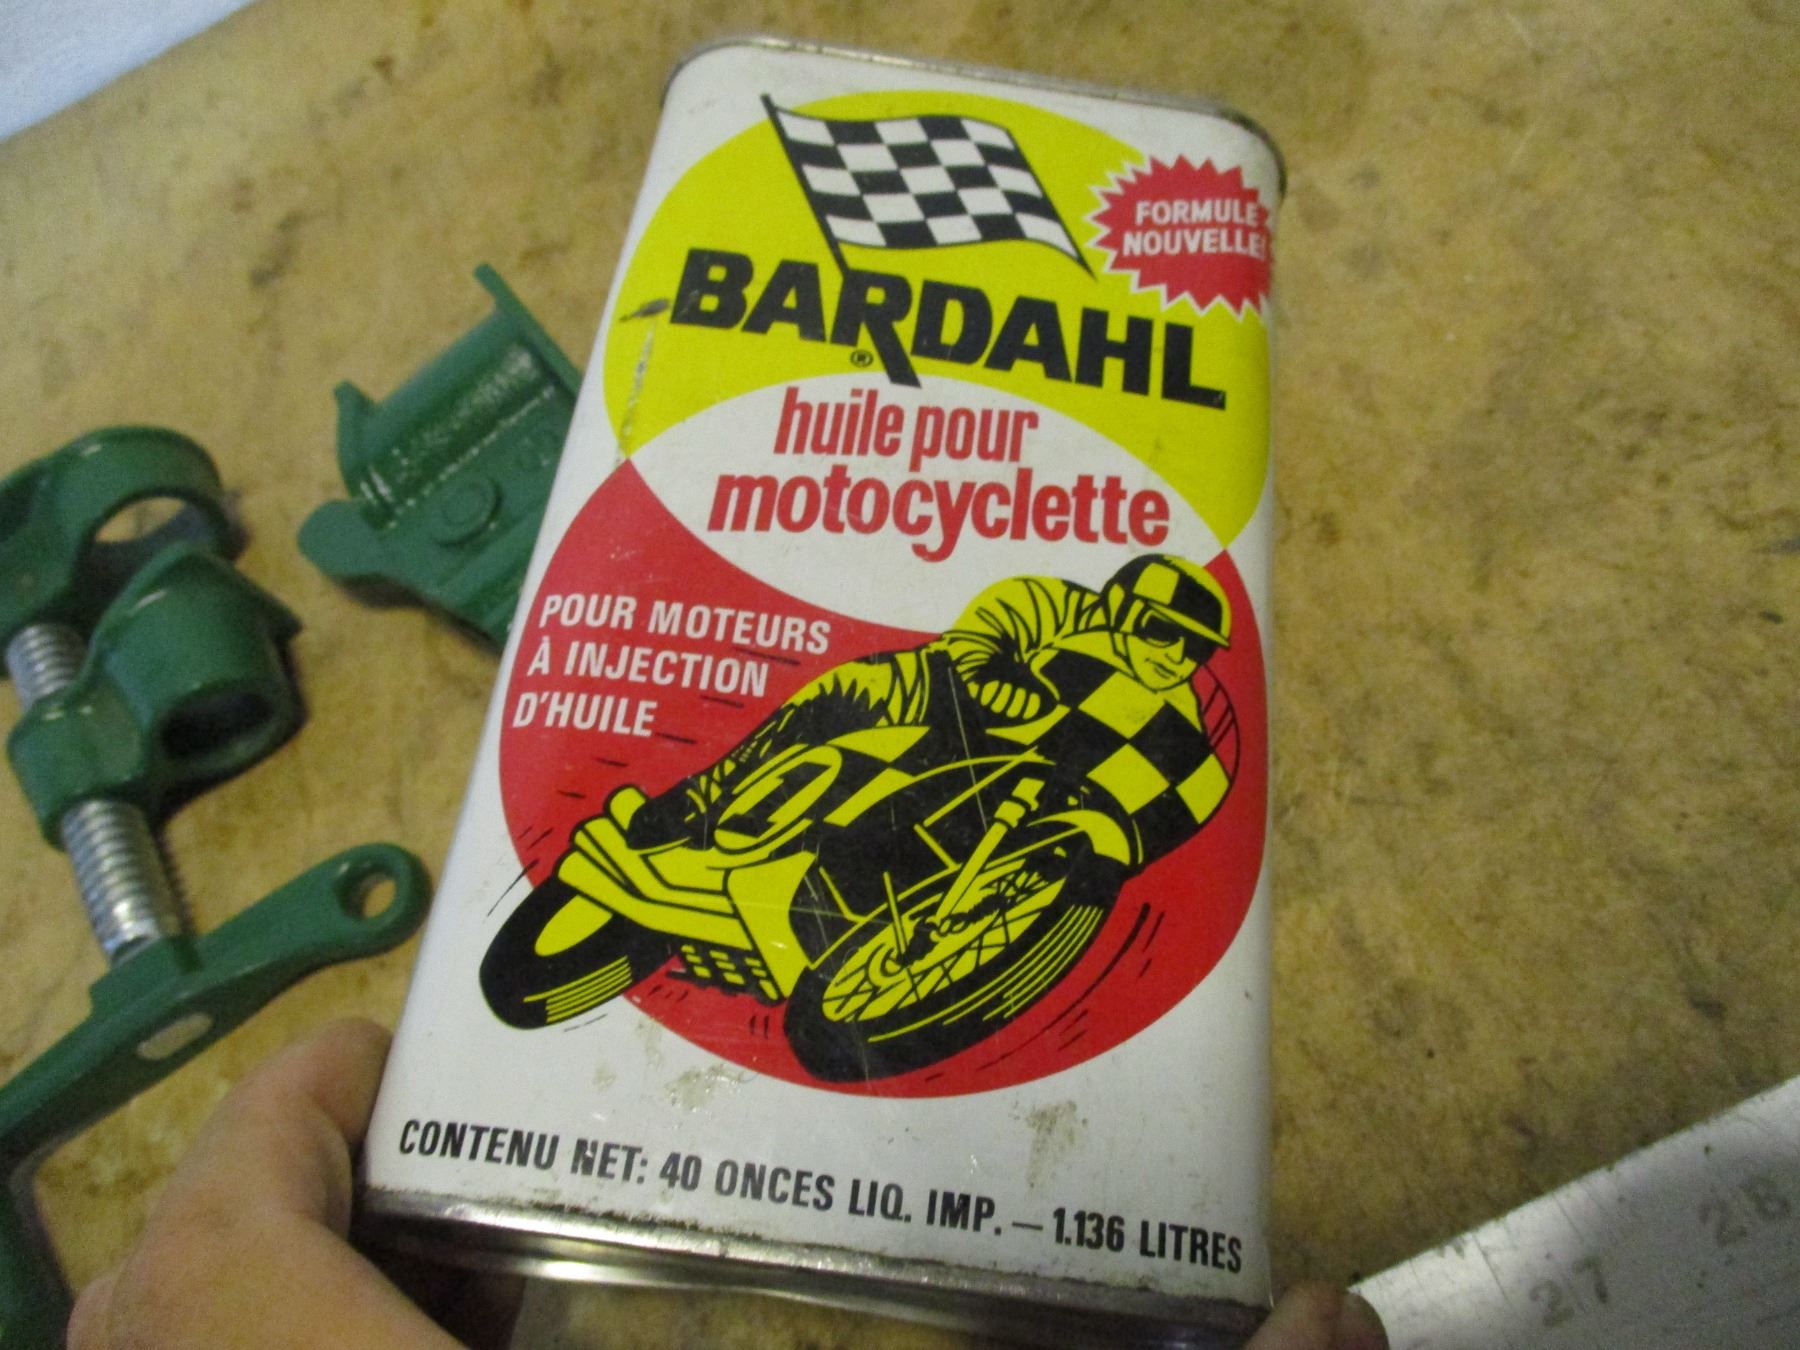 FORMULE
NOUVELLE!
BARDAHL
®
huile pour
motocyclette
POUR MOTEURS
À INJECTION
D'HUILE
1
CONTENU NET: 40 ONCES LIQ. IMP. — 1.136 LITRES
27
28